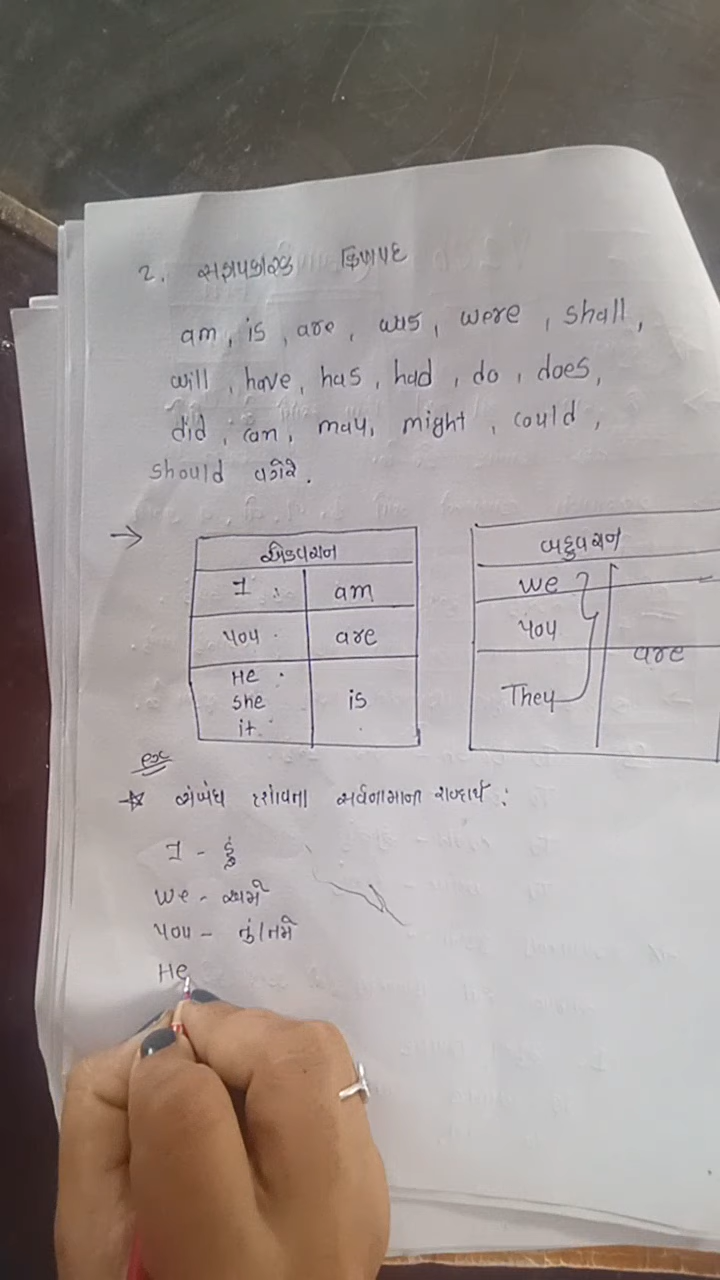 2. સહાયકારક ક્રિયાપદ
am, is, are, was, were, shall,
will, have, has, had, do, does,
did, can, may, might, could,
should વગેરે.
→
એકવચન
I am
you are
He
she is
it
બહુવચન
we
you are
They
ex
☆ સંબંધ દર્શાવતા સર્વનામોના શબ્દાર્થ :
I - હું
we - અમે
you - તું/તમે
He